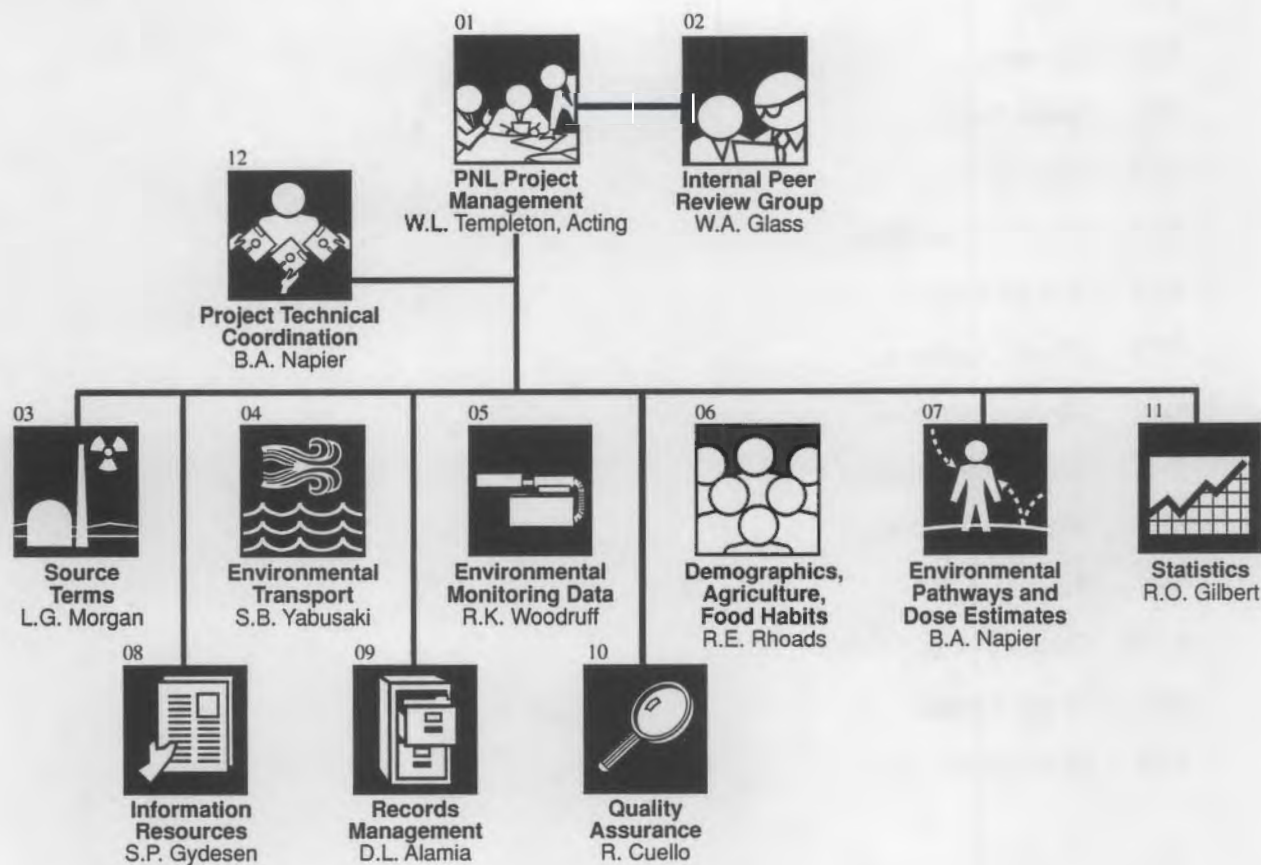 01
PNL Project
Management
W.L. Templeton, Acting
02
Internal Peer
Review Group
W.A. Glass
12
Project Technical
Coordination
B.A. Napier
03
Source
Terms
L.G. Morgan
04
Environmental
Transport
S.B. Yabusaki
05
Environmental
Monitoring Data
R.K. Woodruff
06
Demographics,
Agriculture,
Food Habits
R.E. Rhoads
07
Environmental
Pathways and
Dose Estimates
B.A. Napier
11
Statistics
R.O. Gilbert
08
Information
Resources
S.P. Gydesen
09
Records
Management
D.L. Alamia
10
Quality
Assurance
R. Cuello